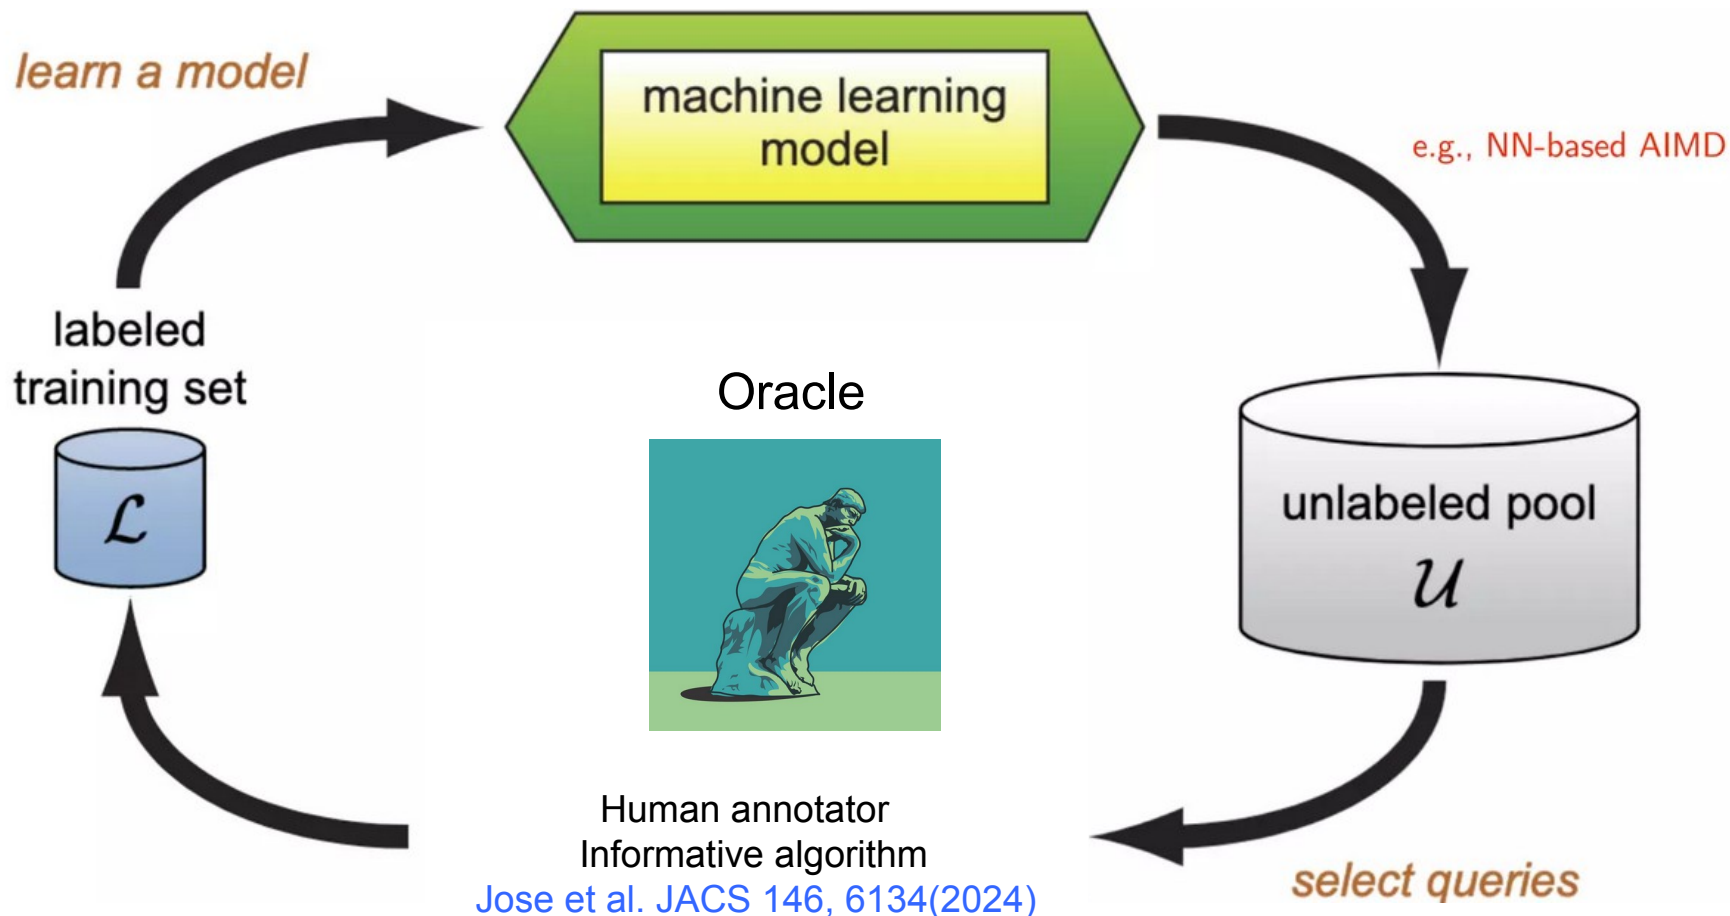 learn a model
machine learning
model
e.g., NN-based AIMD
labeled
training set
ℒ
Oracle
unlabeled pool
𝒰
Human annotator
Informative algorithm
Jose et al. JACS 146, 6134(2024)
select queries